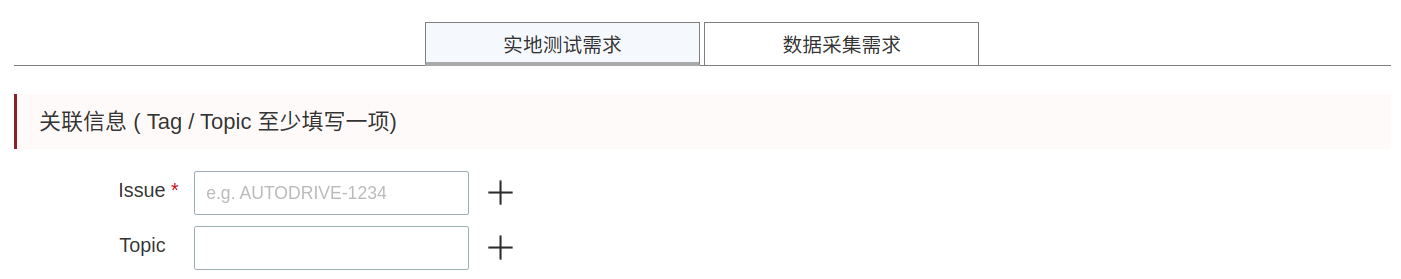 实地测试需求 数据采集需求
关联信息 ( Tag / Topic 至少填写一项)
Issue * e.g. AUTODRIVE-1234
Topic